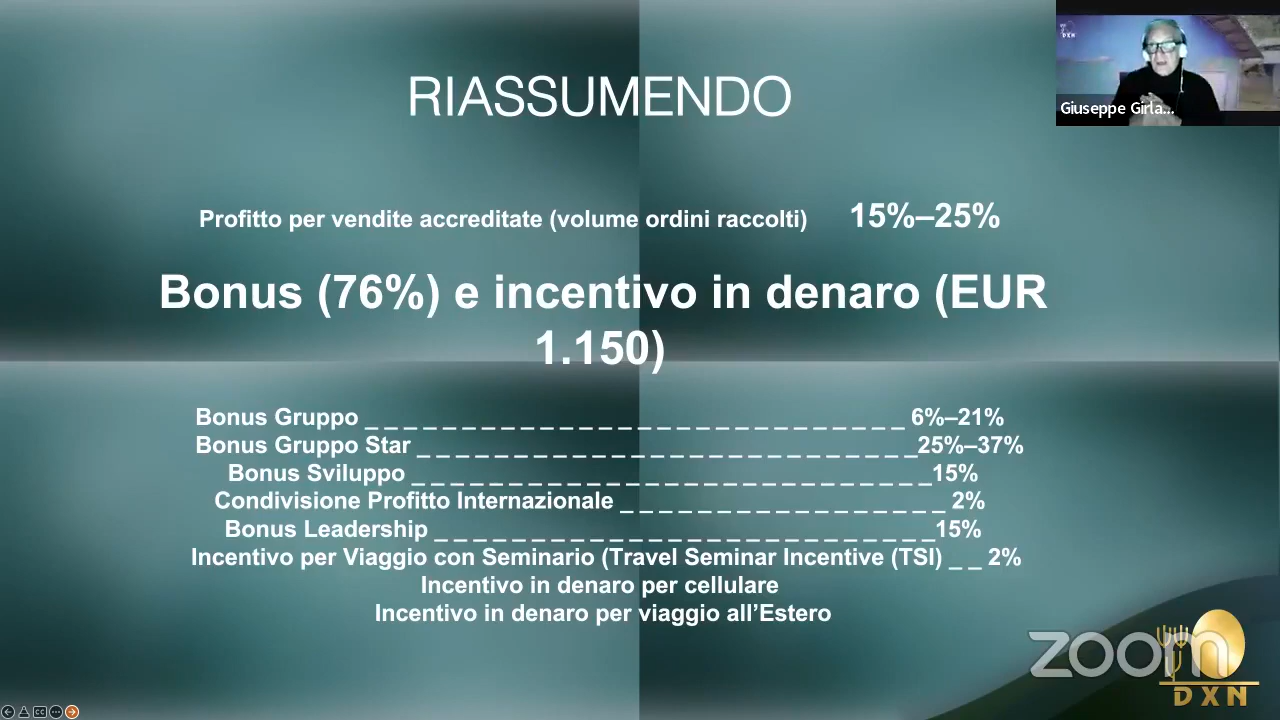 RIASSUMENDO
DXN
Giuseppe Girla...
Profitto per vendite accreditate (volume ordini raccolti) 15%–25%
Bonus (76%) e incentivo in denaro (EUR
1.150)
Bonus Gruppo _ _ _ _ _ _ _ _ _ _ _ _ _ _ _ _ _ _ _ _ _ _ _ _ _ _ _ _ 6%–21%
Bonus Gruppo Star _ _ _ _ _ _ _ _ _ _ _ _ _ _ _ _ _ _ _ _ _ _ _ _ _ _25%–37%
Bonus Sviluppo _ _ _ _ _ _ _ _ _ _ _ _ _ _ _ _ _ _ _ _ _ _ _ _ _ _ _15%
Condivisione Profitto Internazionale _ _ _ _ _ _ _ _ _ _ _ _ _ _ _ _ _ 2%
Bonus Leadership _ _ _ _ _ _ _ _ _ _ _ _ _ _ _ _ _ _ _ _ _ _ _ _ _ _15%
Incentivo per Viaggio con Seminario (Travel Seminar Incentive (TSI) _ _ 2%
Incentivo in denaro per cellulare
Incentivo in denaro per viaggio all’Estero
zoom
DXN